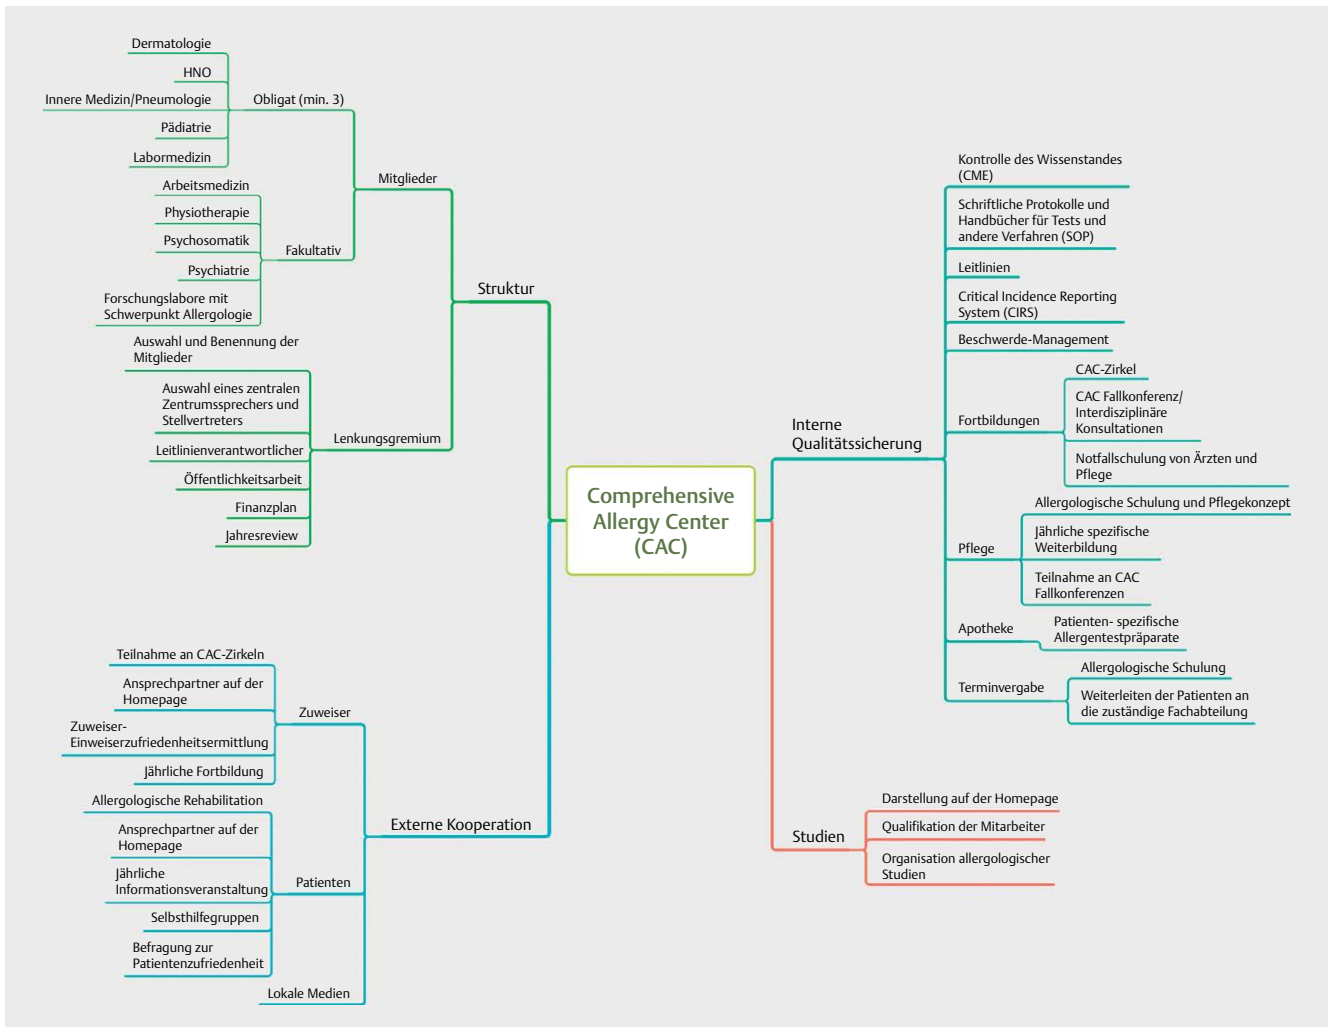 Comprehensive
Allergy Center
(CAC)
Struktur
Mitglieder
Obligat (min. 3)
Dermatologie
HNO
Innere Medizin/Pneumologie
Pädiatrie
Labormedizin
Fakultativ
Arbeitsmedizin
Physiotherapie
Psychosomatik
Psychiatrie
Forschungslabore mit
Schwerpunkt Allergologie
Lenkungsgremium
Auswahl und Benennung der
Mitglieder
Auswahl eines zentralen
Zentrumssprechers und
Stellvertreters
Leitlinienverantwortlicher
Öffentlichkeitsarbeit
Finanzplan
Jahresreview
Externe Kooperation
Zuweiser
Teilnahme an CAC-Zirkeln
Ansprechpartner auf der
Homepage
Zuweiser-
Einweiserzufriedenheitsermittlung
Jährliche Fortbildung
Patienten
Allergologische Rehabilitation
Ansprechpartner auf der
Homepage
Jährliche
Informationsveranstaltung
Selbsthilfegruppen
Befragung zur
Patientenzufriedenheit
Lokale Medien
Interne
Qualitätssicherung
Kontrolle des Wissenstandes
(CME)
Schriftliche Protokolle und
Handbücher für Tests und
andere Verfahren (SOP)
Leitlinien
Critical Incidence Reporting
System (CIRS)
Beschwerde-Management
Fortbildungen
CAC-Zirkel
CAC Fallkonferenz/
Interdisziplinäre
Konsultationen
Notfallschulung von Ärzten und
Pflege
Pflege
Allergologische Schulung und Pflegekonzept
Jährliche spezifische
Weiterbildung
Teilnahme an CAC
Fallkonferenzen
Apotheke
Patienten- spezifische
Allergentestpräparate
Terminvergabe
Allergologische Schulung
Weiterleiten der Patienten an
die zuständige Fachabteilung
Studien
Darstellung auf der Homepage
Qualifikation der Mitarbeiter
Organisation allergologischer
Studien